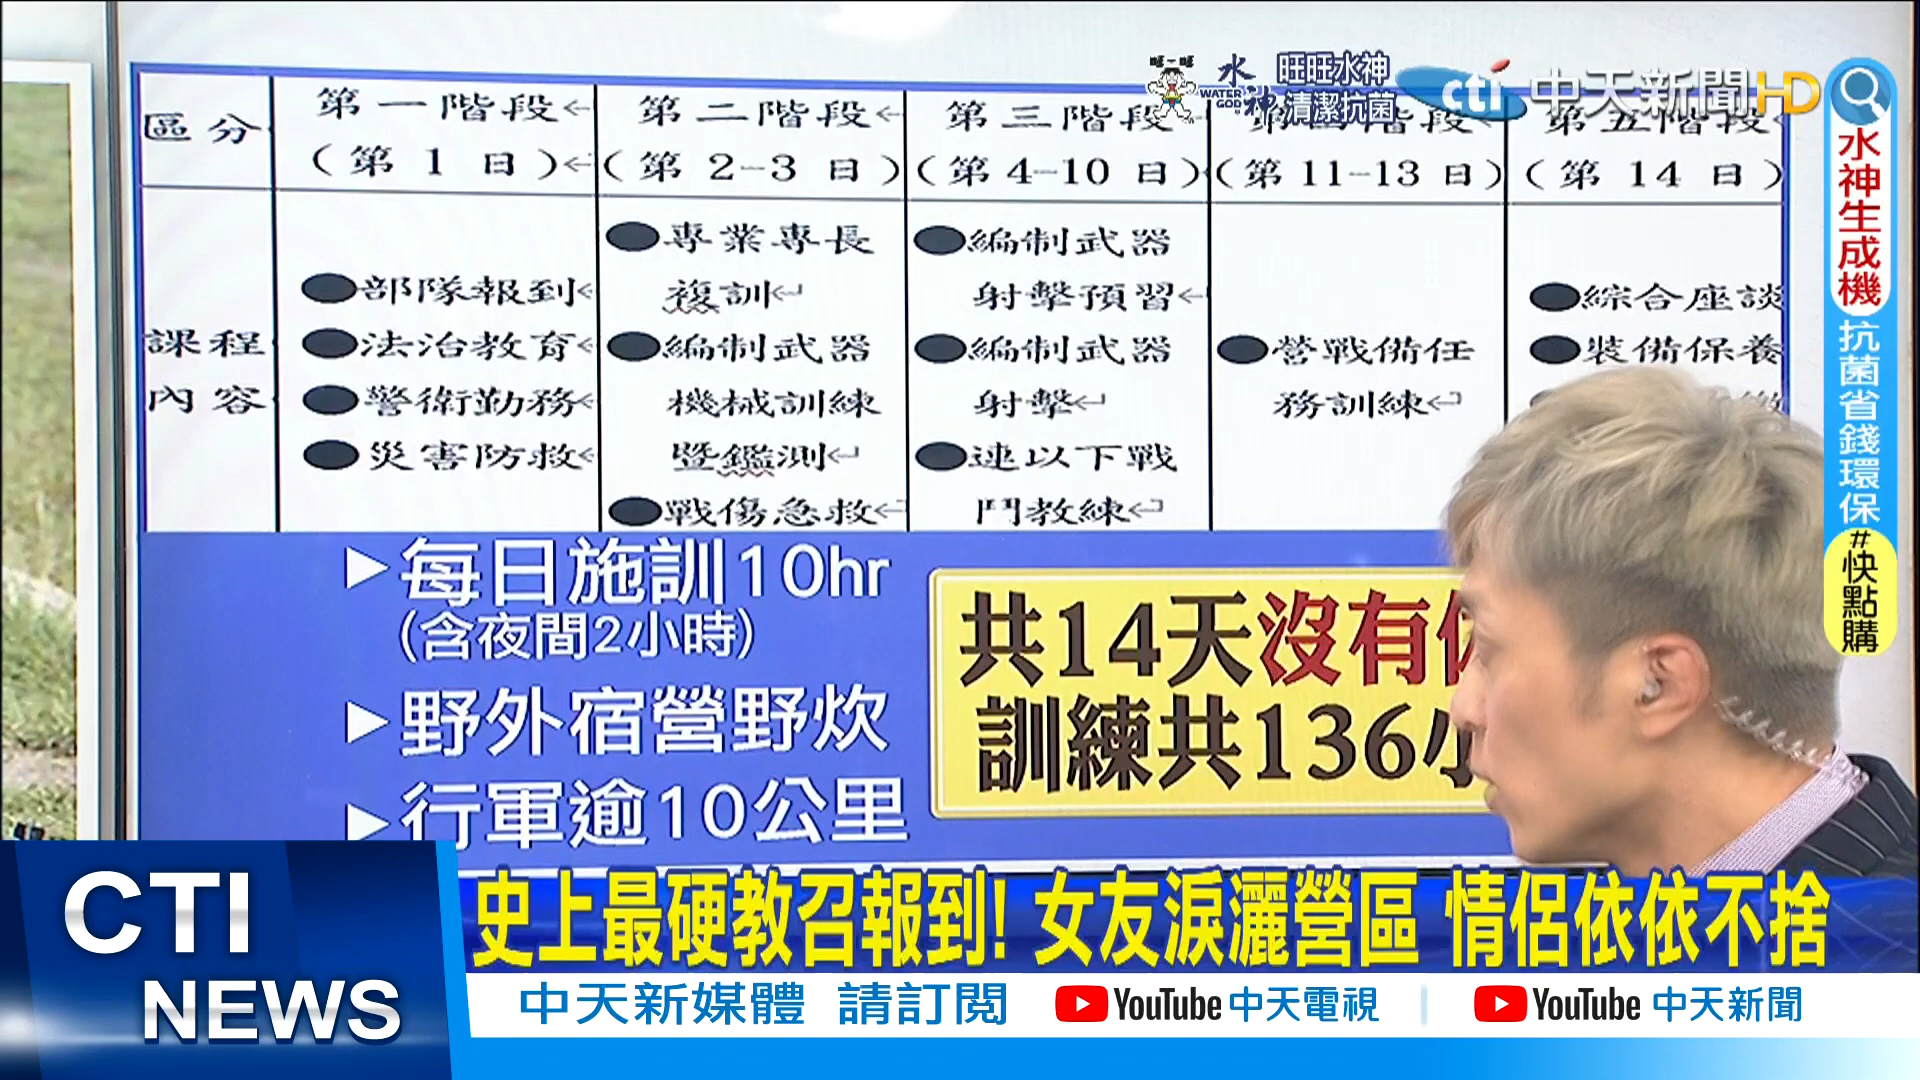 區分
第一階段
(第1日)
第二階段
(第2-3日)
第三階段
(第4-10日)
第四階段
(第11-13日)
第五階段
(第14日)
課程
內容
●部隊報到
●法治教育
●警衛勤務
●災害防救
●專業專長
複訓
●編制武器
機械訓練
暨鑑測
●戰傷急救
●編制武器
射擊預習
●編制武器
射擊
●連以下戰
鬥教練
●營戰備任
務訓練
●綜合座談
●裝備保養
▶每日施訓10hr
(含夜間2小時)
▶野外宿營野炊
▶行軍逾10公里
共14天沒有
訓練共136小
旺旺
水神
WATER GOD
旺旺水神
清潔抗菌
cti 中天新聞HD
水神生成機
抗菌省錢環保
#快點購
CTI
NEWS
史上最硬教召報到! 女友淚灑營區 情侶依依不捨
中天新媒體 請訂閱 YouTube 中天電視 | YouTube 中天新聞